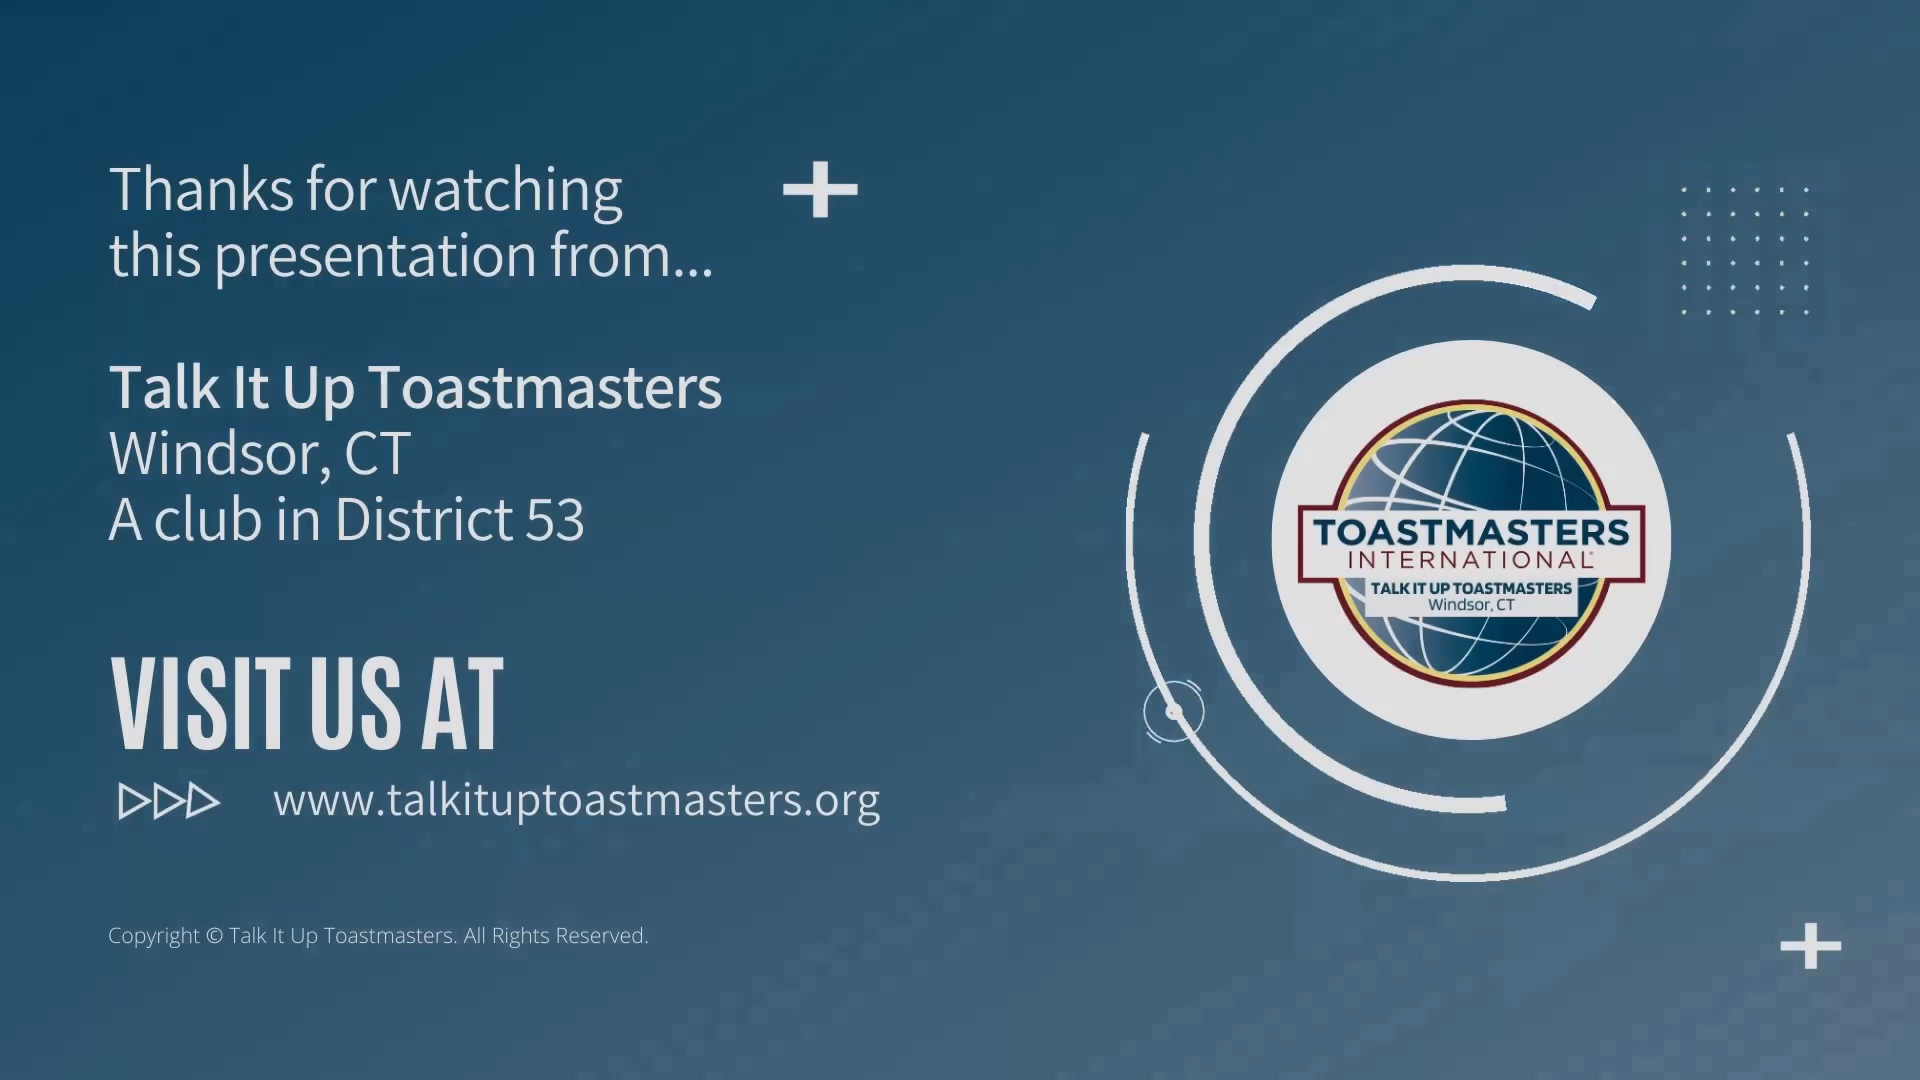 Thanks for watching
this presentation from...
Talk It Up Toastmasters
Windsor, CT
A club in District 53
VISIT US AT
www.talkituptoastmasters.org
Copyright © Talk It Up Toastmasters. All Rights Reserved.
TOASTMASTERS
INTERNATIONAL
TALK IT UP TOASTMASTERS
Windsor, CT